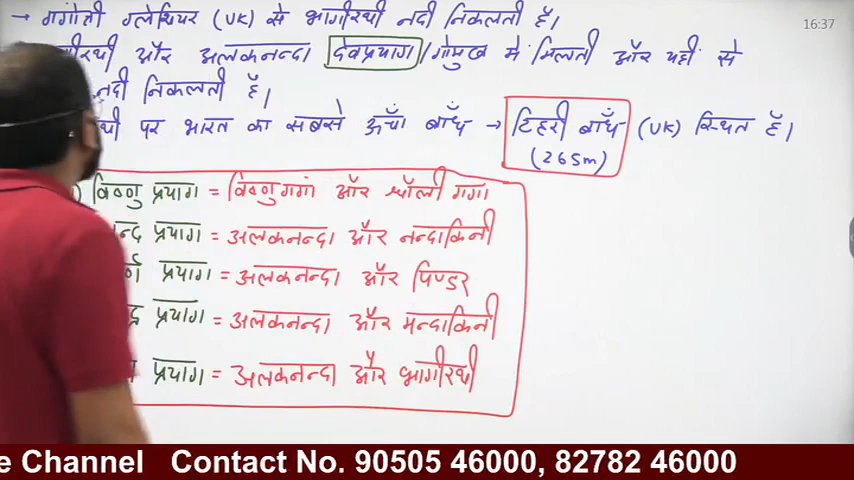 16:37
→ गंगोत्री ग्लेशियर (UK) से भागीरथी नदी निकलती है।
गीरथी और अलकनन्दा देवप्रयाग/गोमुख में मिलती और यही से
नदी निकलती है।
थी पर भारत का सबसे ऊँचा बाँध → टिहरी बाँध (UK) स्थित है।
(265m)
विष्णु प्रयाग = विष्णुगगां और धौली गगा
न्द प्रयाग = अलकनन्दा और नन्दाकिनी
र्ण प्रयाग = अलकनन्दा और पिण्डर
द्र प्रयाग = अलकनन्दा और मन्दाकिनी
प्रयाग = अलकनन्दा और भागीरथी
e Channel Contact No. 90505 46000, 82782 46000